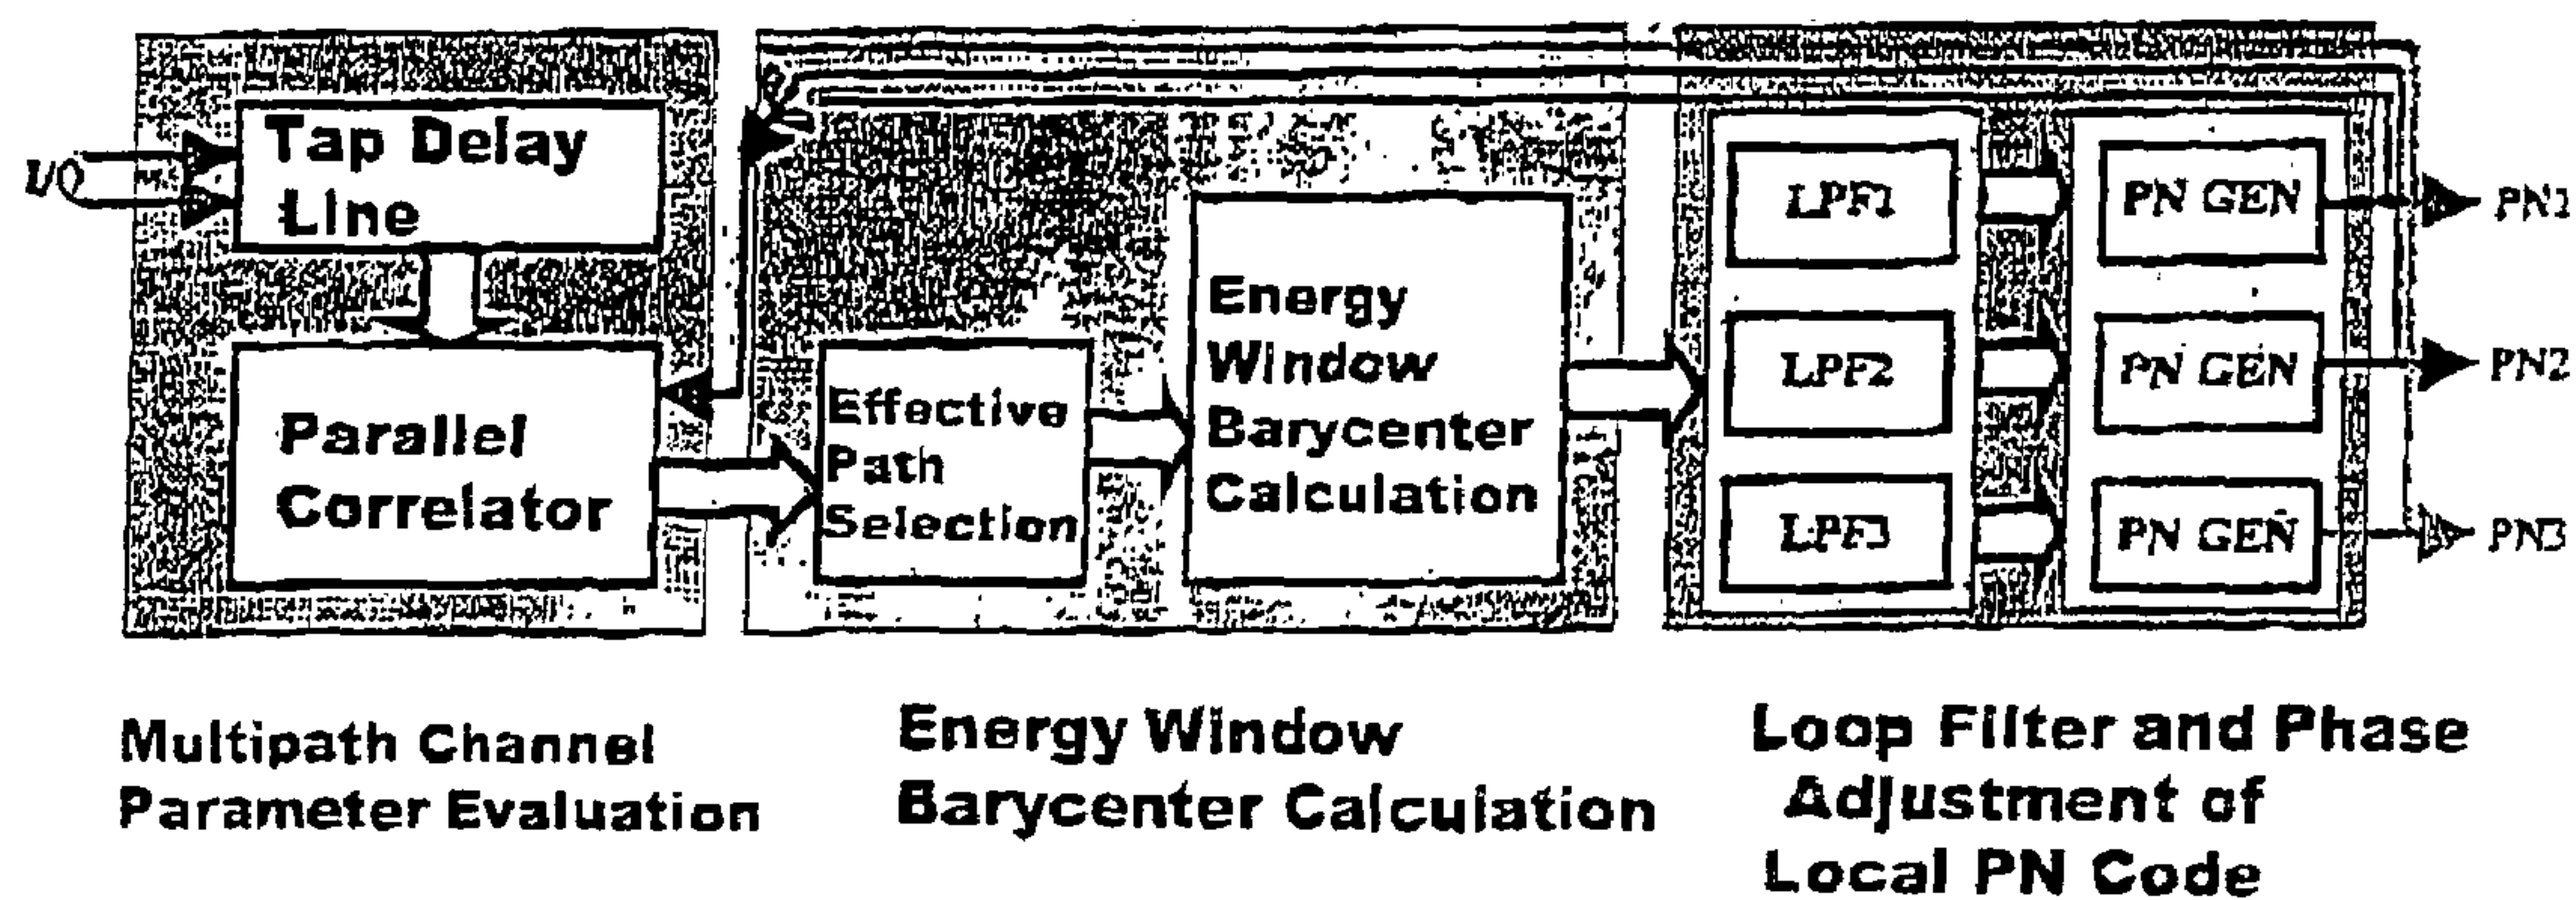 Tap Delay
Line
I/Q
Parallel
Correlator
Effective
Path
Selection
Energy
Window
Barycenter
Calculation
LPF1
PN GEN
PN1
LPF2
PN GEN
PN2
LPF3
PN GEN
PN3
Multipath Channel
Parameter Evaluation
Energy Window
Barycenter Calculation
Loop Filter and Phase
Adjustment of
Local PN Code